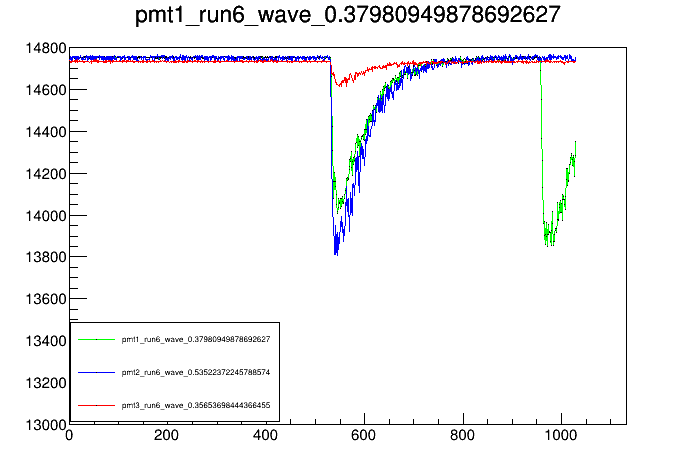 pmt1_run6_wave_0.37980949878692627
14800
14600
14400
14200
14000
13800
13600
13400
13200
13000
pmt1_run6_wave_0.37980949878692627
pmt2_run6_wave_0.53522372245788574
pmt3_run6_wave_0.35653698444366455
0 200 400 600 800 1000